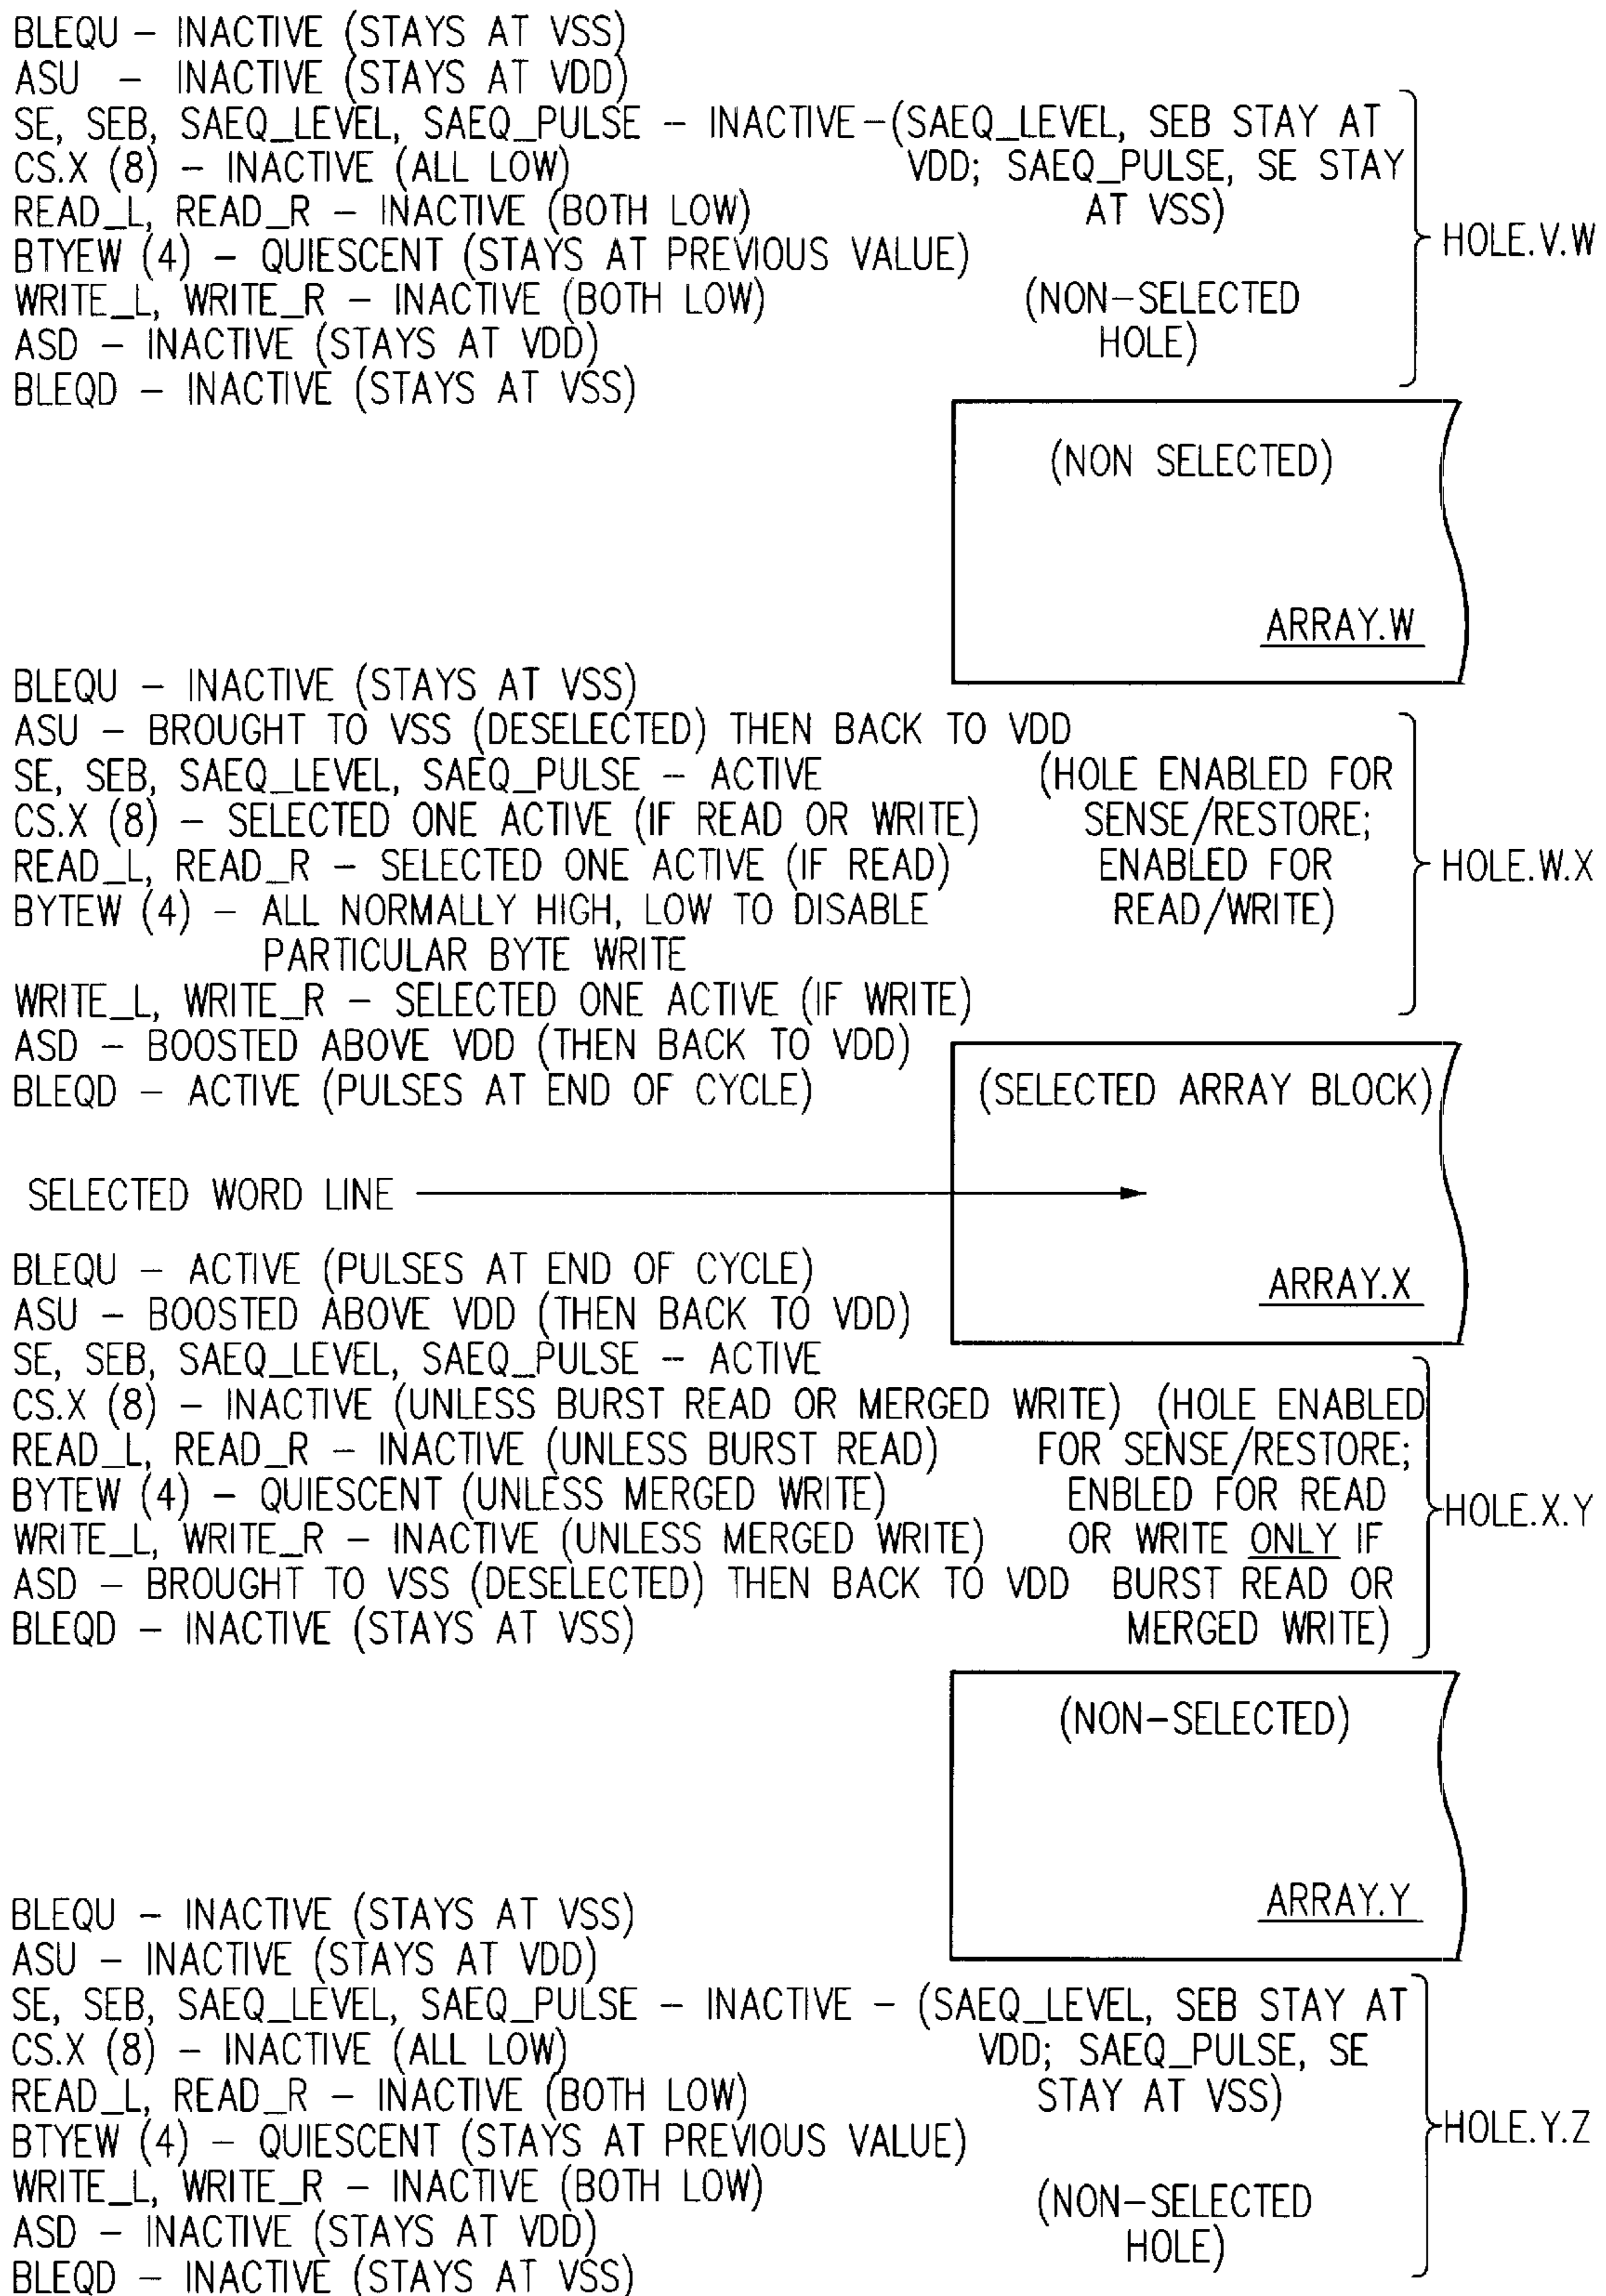 BLEQU – INACTIVE (STAYS AT VSS)
ASU – INACTIVE (STAYS AT VDD)
SE, SEB, SAEQ_LEVEL, SAEQ_PULSE – INACTIVE–(SAEQ_LEVEL, SEB STAY AT
CS.X (8) – INACTIVE (ALL LOW) VDD; SAEQ_PULSE, SE STAY
READ_L, READ_R – INACTIVE (BOTH LOW) AT VSS)
HOLE.V.W
BTYEW (4) – QUIESCENT (STAYS AT PREVIOUS VALUE)
WRITE_L, WRITE_R – INACTIVE (BOTH LOW) (NON–SELECTED
ASD – INACTIVE (STAYS AT VDD) HOLE)
BLEQD – INACTIVE (STAYS AT VSS)
(NON SELECTED)
ARRAY.W
BLEQU – INACTIVE (STAYS AT VSS)
ASU – BROUGHT TO VSS (DESELECTED) THEN BACK TO VDD
SE, SEB, SAEQ_LEVEL, SAEQ_PULSE – ACTIVE (HOLE ENABLED FOR
CS.X (8) – SELECTED ONE ACTIVE (IF READ OR WRITE) SENSE/RESTORE;
READ_L, READ_R – SELECTED ONE ACTIVE (IF READ) ENABLED FOR HOLE.W.X
BYTEW (4) – ALL NORMALLY HIGH, LOW TO DISABLE READ/WRITE)
PARTICULAR BYTE WRITE
WRITE_L, WRITE_R – SELECTED ONE ACTIVE (IF WRITE)
ASD – BOOSTED ABOVE VDD (THEN BACK TO VDD)
BLEQD – ACTIVE (PULSES AT END OF CYCLE) (SELECTED ARRAY BLOCK)
SELECTED WORD LINE
BLEQU – ACTIVE (PULSES AT END OF CYCLE) ARRAY.X
ASU – BOOSTED ABOVE VDD (THEN BACK TO VDD)
SE, SEB, SAEQ_LEVEL, SAEQ_PULSE – ACTIVE
CS.X (8) – INACTIVE (UNLESS BURST READ OR MERGED WRITE) (HOLE ENABLED
READ_L, READ_R – INACTIVE (UNLESS BURST READ) FOR SENSE/RESTORE;
BYTEW (4) – QUIESCENT (UNLESS MERGED WRITE) ENBLED FOR READ HOLE.X.Y
WRITE_L, WRITE_R – INACTIVE (UNLESS MERGED WRITE) OR WRITE ONLY IF
ASD – BROUGHT TO VSS (DESELECTED) THEN BACK TO VDD BURST READ OR
BLEQD – INACTIVE (STAYS AT VSS) MERGED WRITE)
(NON–SELECTED)
ARRAY.Y
BLEQU – INACTIVE (STAYS AT VSS)
ASU – INACTIVE (STAYS AT VDD)
SE, SEB, SAEQ_LEVEL, SAEQ_PULSE – INACTIVE – (SAEQ_LEVEL, SEB STAY AT
CS.X (8) – INACTIVE (ALL LOW) VDD; SAEQ_PULSE, SE
READ_L, READ_R – INACTIVE (BOTH LOW) STAY AT VSS)
BTYEW (4) – QUIESCENT (STAYS AT PREVIOUS VALUE) HOLE.Y.Z
WRITE_L, WRITE_R – INACTIVE (BOTH LOW) (NON–SELECTED
ASD – INACTIVE (STAYS AT VDD) HOLE)
BLEQD – INACTIVE (STAYS AT VSS)